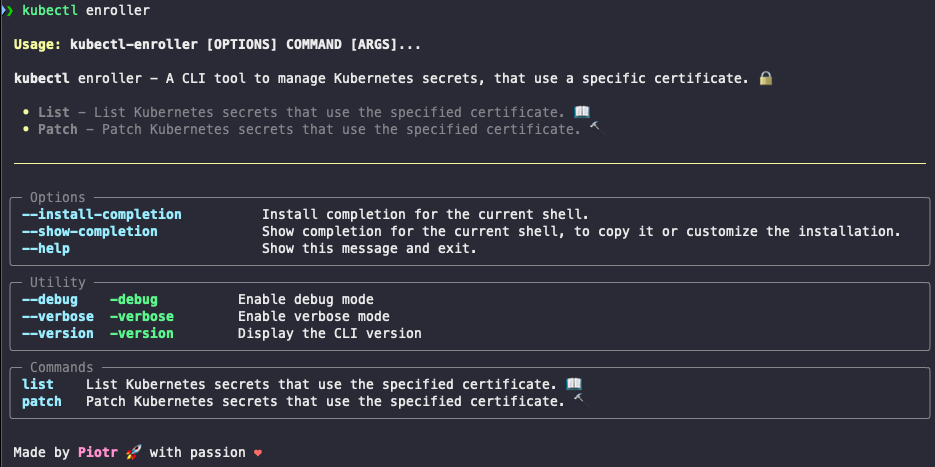 ❯ kubectl enroller
Usage: kubectl-enroller [OPTIONS] COMMAND [ARGS]...
kubectl enroller – A CLI tool to manage Kubernetes secrets, that use a specific certificate. 🔒
• List – List Kubernetes secrets that use the specified certificate. 📖
• Patch – Patch Kubernetes secrets that use the specified certificate. 🔨
Options
--install-completion Install completion for the current shell.
--show-completion Show completion for the current shell, to copy it or customize the installation.
--help Show this message and exit.
Utility
--debug -debug Enable debug mode
--verbose -verbose Enable verbose mode
--version -version Display the CLI version
Commands
list List Kubernetes secrets that use the specified certificate. 📖
patch Patch Kubernetes secrets that use the specified certificate. 🔨
Made by Piotr 🚀 with passion ❤